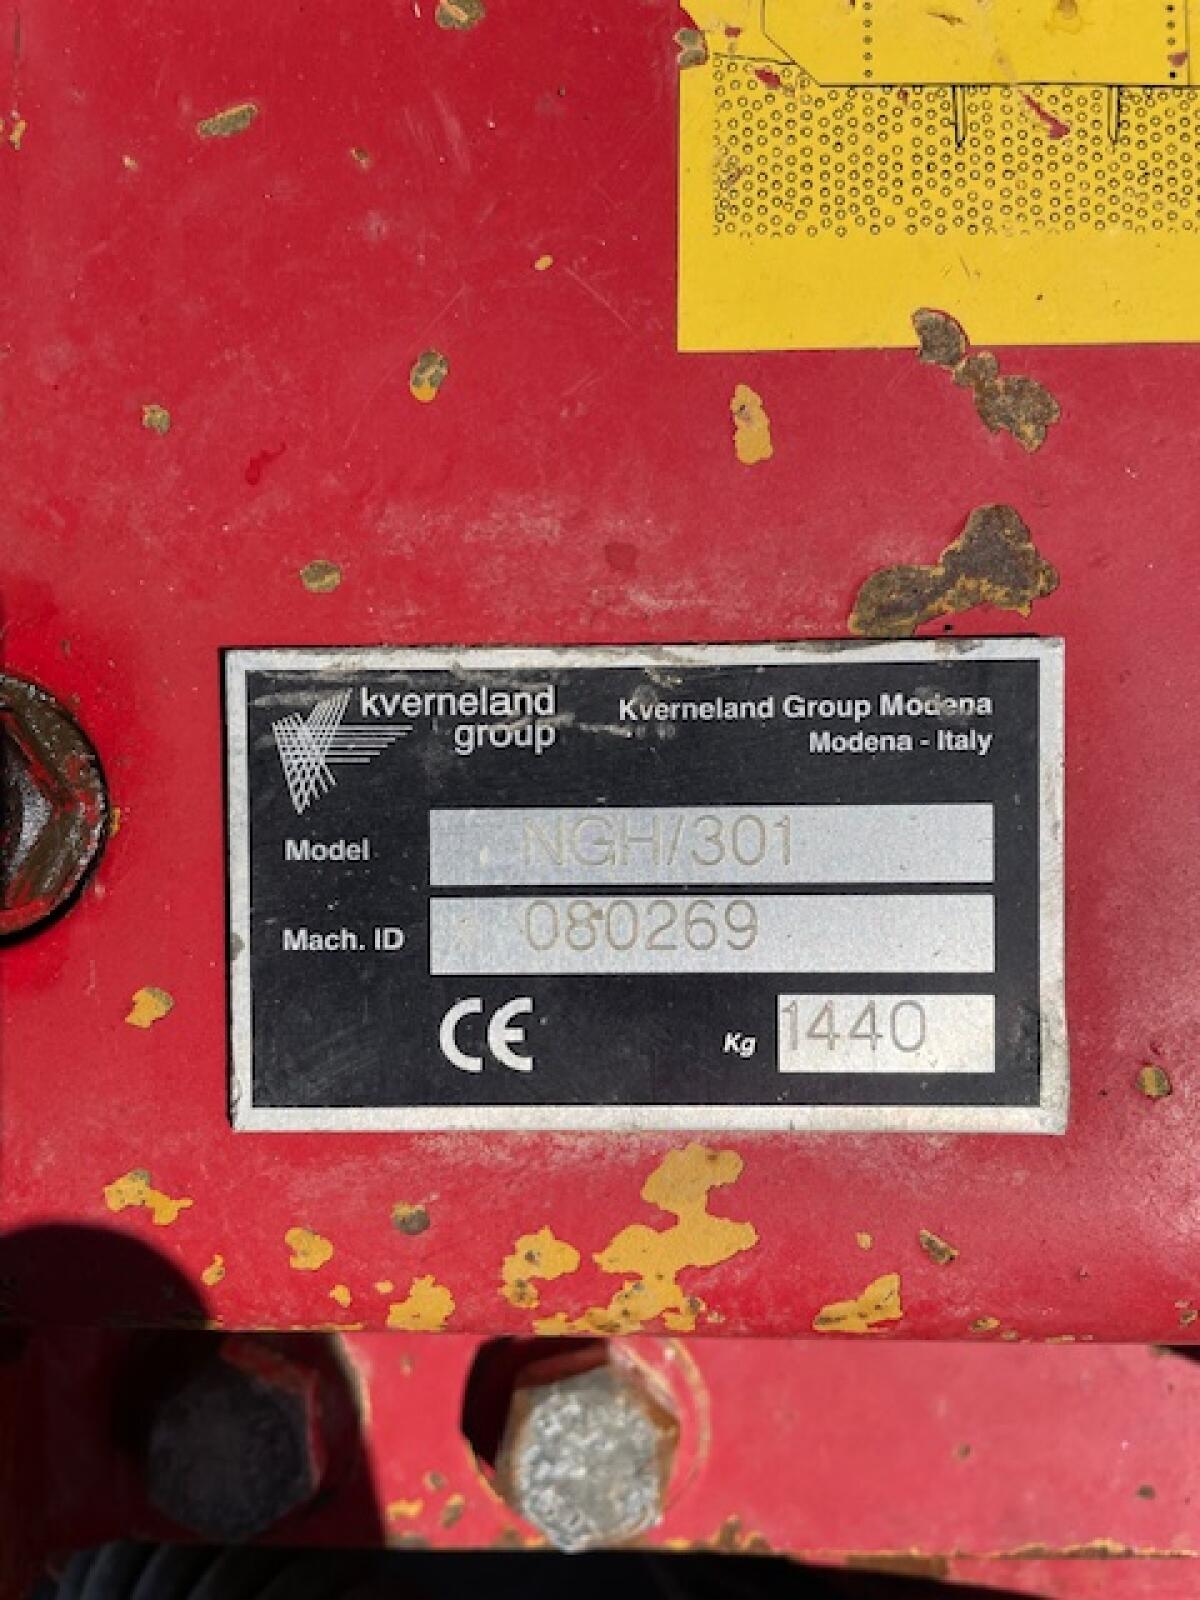 kverneland
group
Kverneland Group Modena
Modena - Italy
Model NGH/301
Mach. ID 080269
CE Kg 1440